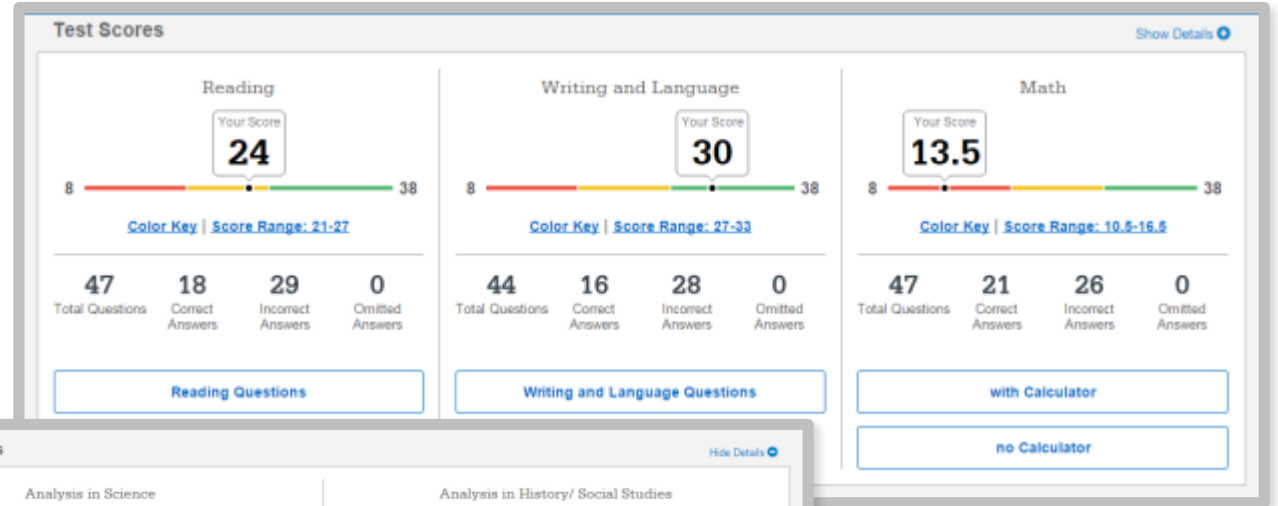 Test Scores
Show Details
Reading
Your Score
24
8
38
Color Key | Score Range: 21-27
47 18 29 0
Total Questions Correct Answers Incorrect Answers Omitted Answers
Reading Questions
Writing and Language
Your Score
30
8
38
Color Key | Score Range: 27-33
44 16 28 0
Total Questions Correct Answers Incorrect Answers Omitted Answers
Writing and Language Questions
Math
Your Score
13.5
8
38
Color Key | Score Range: 10.5-16.5
47 21 26 0
Total Questions Correct Answers Incorrect Answers Omitted Answers
with Calculator
no Calculator
Hide Details
Analysis in Science
Analysis in History/ Social Studies